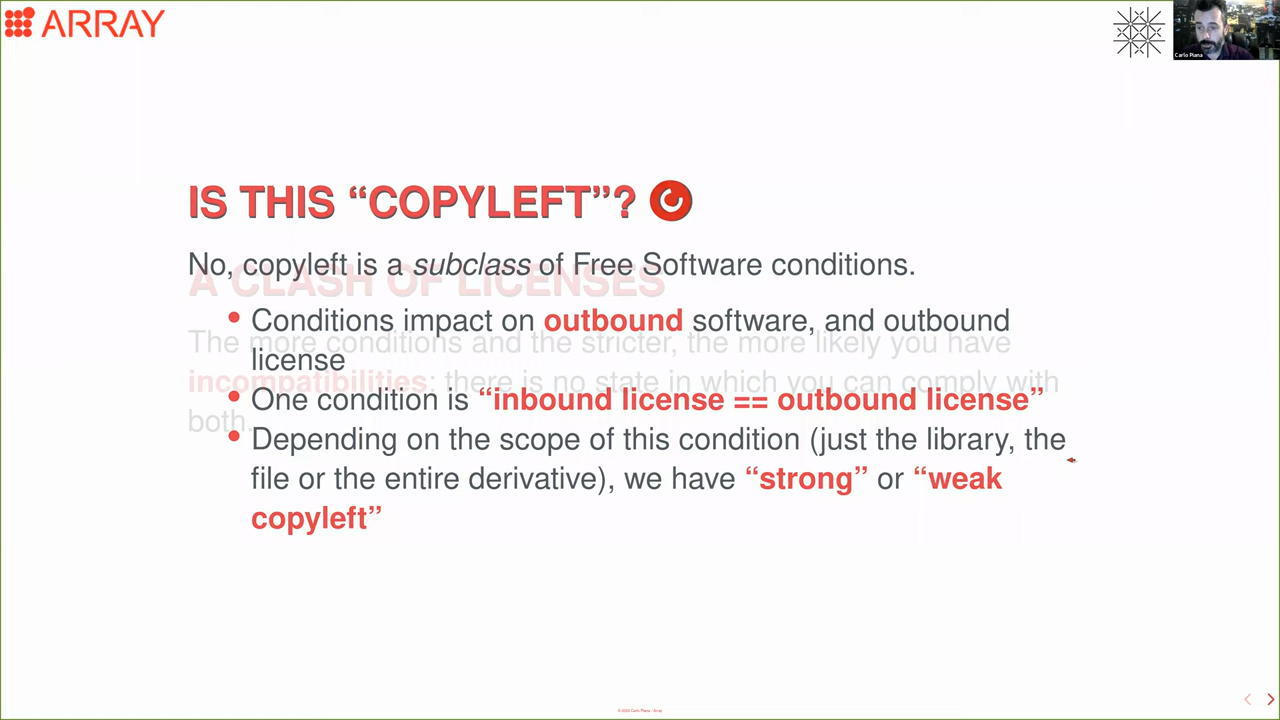 ARRAY
Carlo Piana
IS THIS “COPYLEFT”?
No, copyleft is a subclass of Free Software conditions.
A CLASH OF LICENSES
• Conditions impact on outbound software, and outbound
license
The more conditions and the stricter, the more likely you have
incompatibilities: there is no state in which you can comply with
both.
• One condition is “inbound license == outbound license”
• Depending on the scope of this condition (just the library, the
file or the entire derivative), we have “strong” or “weak
copyleft”
Carlo Piana - Array